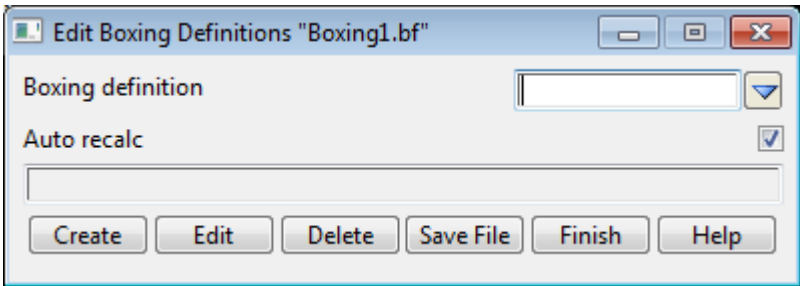 Edit Boxing Definitions "Boxing1.bf"
Boxing definition
Auto recalc
Create Edit Delete Save File Finish Help